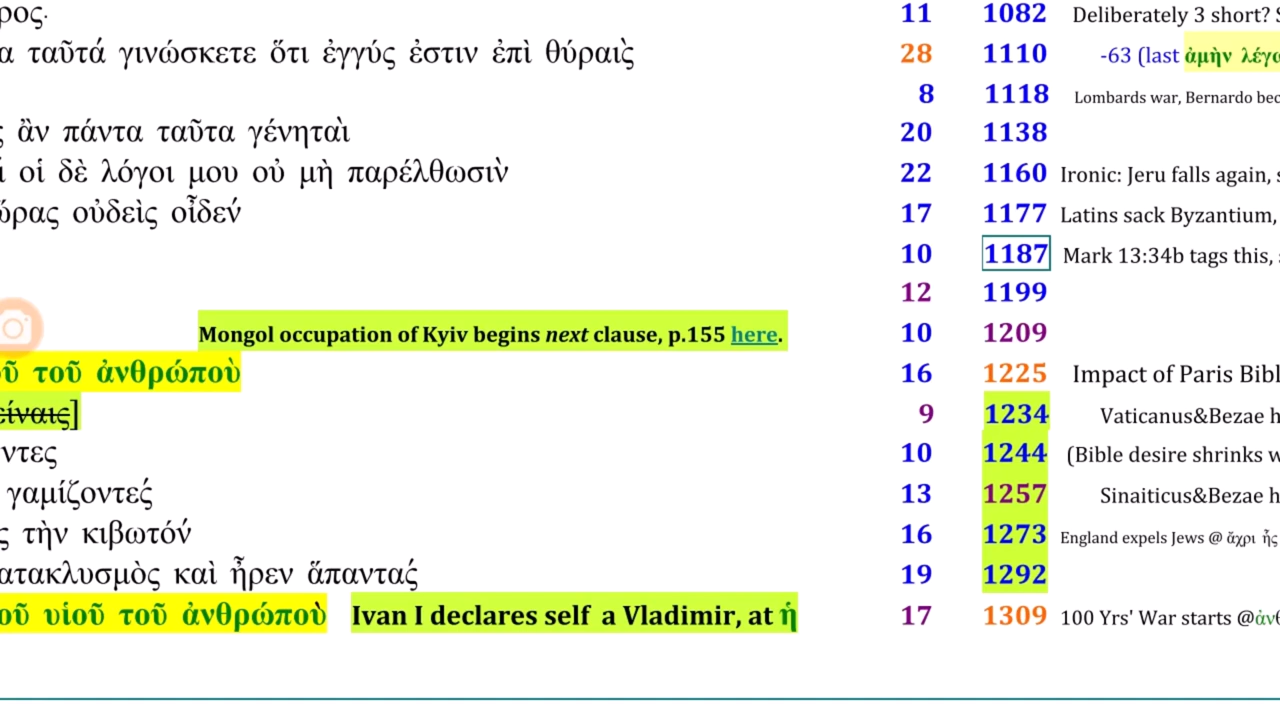 ρος· 11 1082 Deliberately 3 short?
α ταῦτά γινώσκετε ὅτι ἐγγύς ἐστιν ἐπὶ θύραις̀ 28 1110 -63 (last ἀμὴν λέγω
8 1118 Lombards war, Bernardo bec
ς ἂν πάντα ταῦτα γένηταὶ 20 1138
ὶ οἱ δὲ λόγοι μου οὐ μὴ παρέλθωσιν̀ 22 1160 Ironic: Jeru falls again,
ὥρας οὐδεὶς οἶδεν́ 17 1177 Latins sack Byzantium,
10 1187 Mark 13:34b tags this,
12 1199
Mongol occupation of Kyiv begins next clause, p.155 here. 10 1209
οῦ τοῦ ἀνθρώποὺ 16 1225 Impact of Paris Bibl
είναις] 9 1234 Vaticanus&Bezae h
ντες 10 1244 (Bible desire shrinks w
γαμίζοντες́ 13 1257 Sinaiticus&Bezae h
ς τὴν κιβωτόν́ 16 1273 England expels Jews @ ἄχρι ἧς
ατακλυσμὸς καὶ ἦρεν ἅπαντας́ 19 1292
οῦ υἱοῦ τοῦ ἀνθρώποὺ Ivan I declares self a Vladimir, at ἡ 17 1309 100 Yrs' War starts @ἀνθ